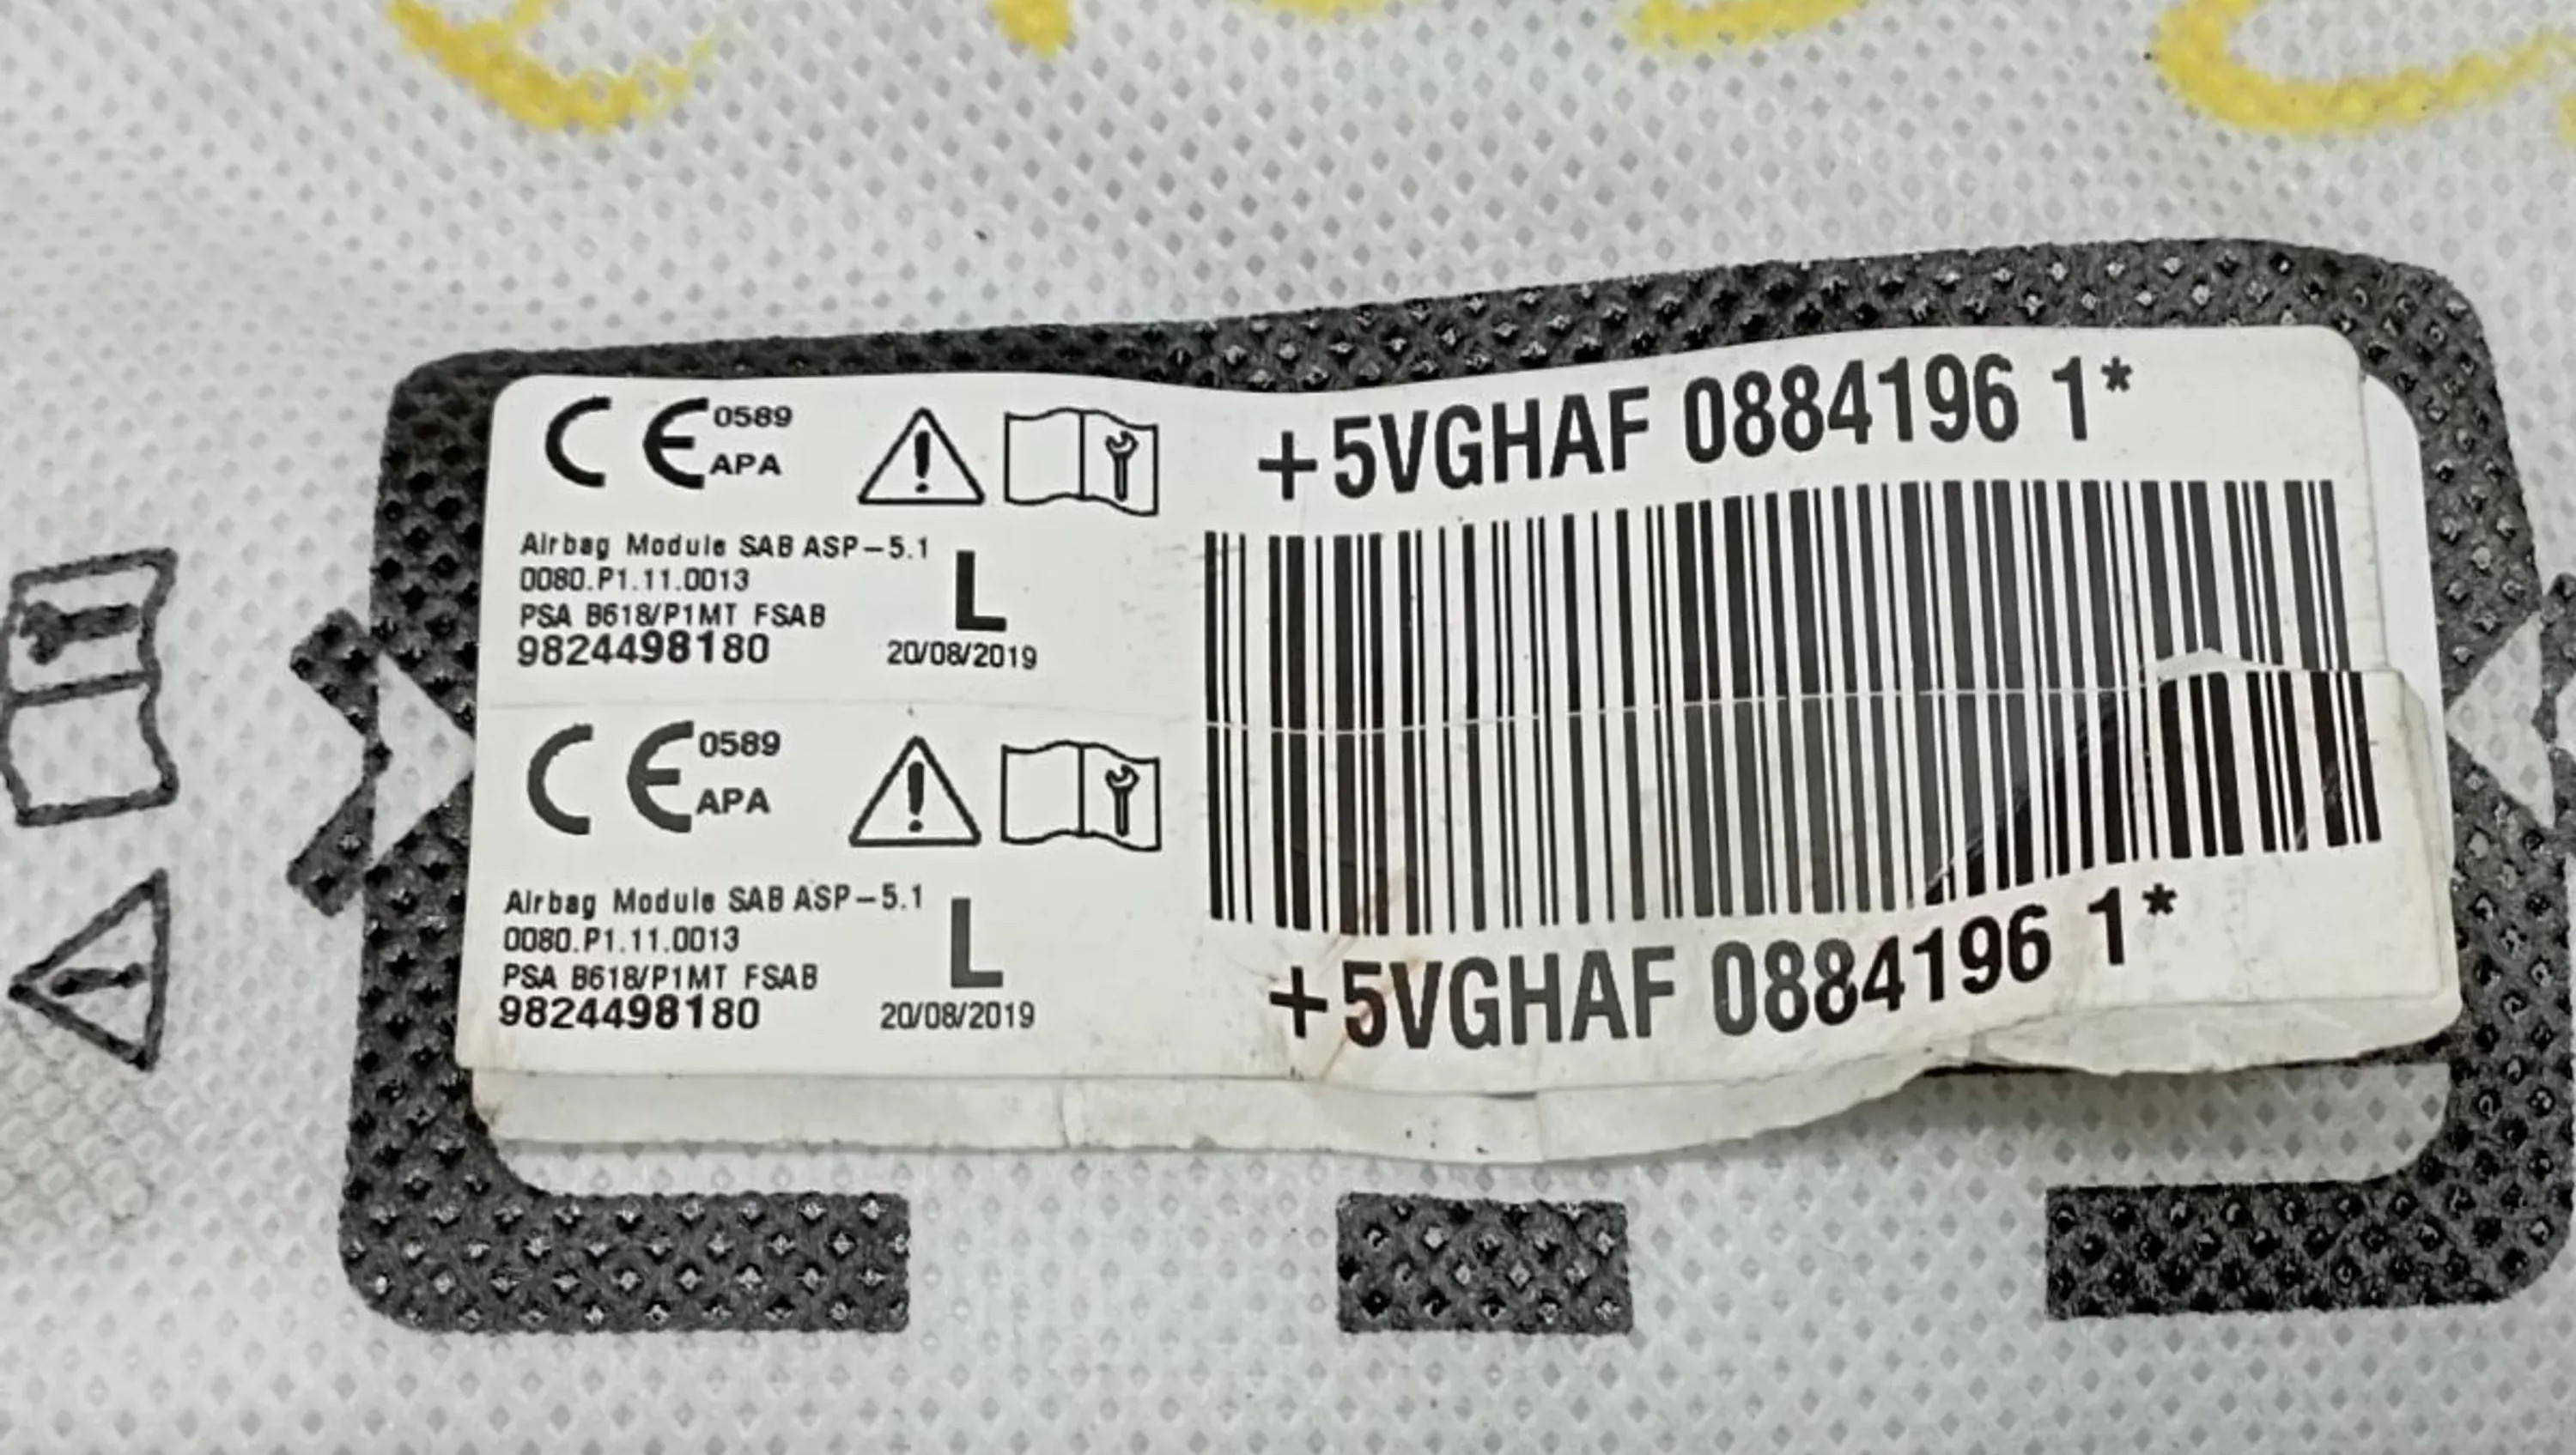 CE 0589
APA
+5VGHAF 0884196 1*
Airbag Module SAB ASP-5.1
0080.P1.11.0013
L
PSA B618/P1MT FSAB
9824498180
20/08/2019
CE 0589
APA
Airbag Module SAB ASP-5.1
0080.P1.11.0013
L
PSA B618/P1MT FSAB
9824498180
20/08/2019
+5VGHAF 0884196 1*